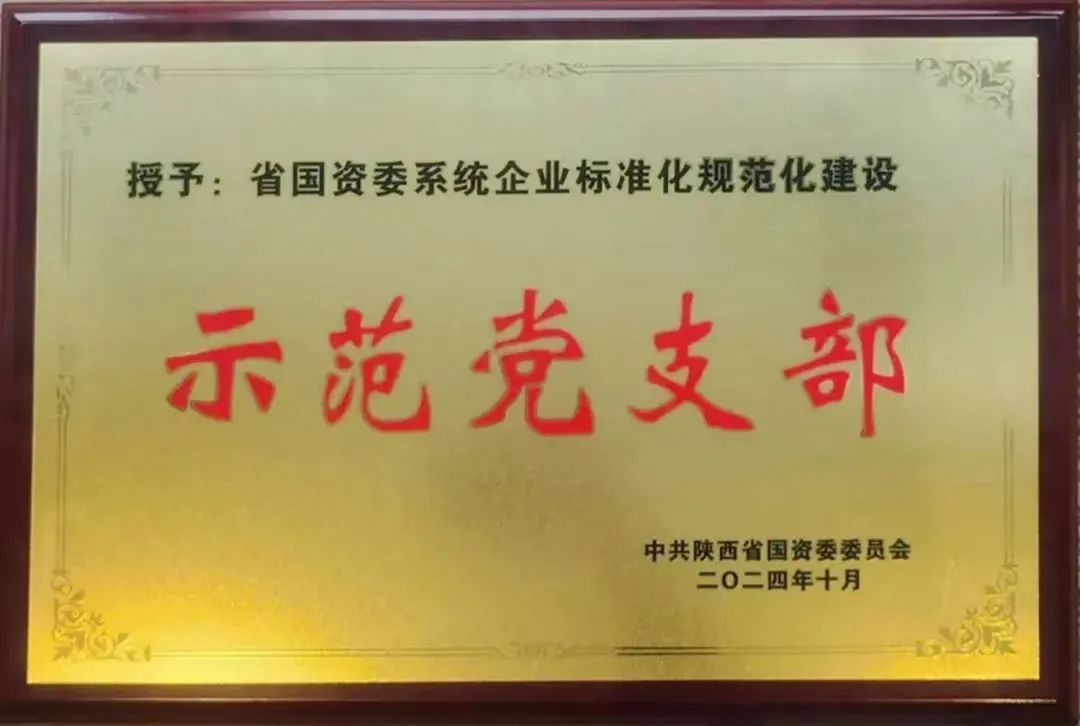 授予：省国资委系统企业标准化规范化建设
示范党支部
中共陕西省国资委委员会
二〇二四年十月